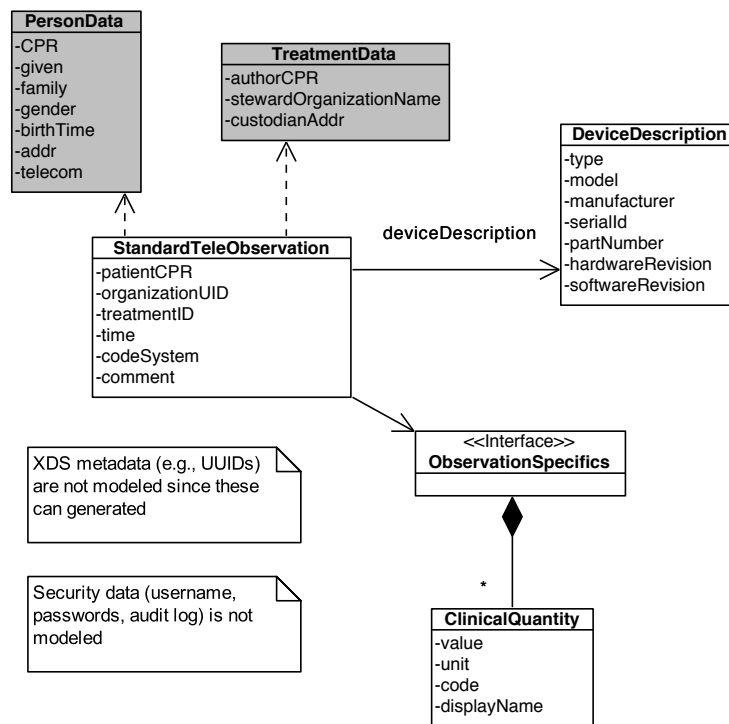 PersonData
-CPR
-given
-family
-gender
-birthTime
-addr
-telecom
TreatmentData
-authorCPR
-stewardOrganizationName
-custodianAddr
DeviceDescription
-type
-model
-manufacturer
-serialId
-partNumber
-hardwareRevision
-softwareRevision
deviceDescription
StandardTeleObservation
-patientCPR
-organizationUID
-treatmentID
-time
-codeSystem
-comment
<<Interface>>
ObservationSpecifics
XDS metadata (e.g., UUIDs)
are not modeled since these
can generated
Security data (username,
passwords, audit log) is not
modeled
*
ClinicalQuantity
-value
-unit
-code
-displayName